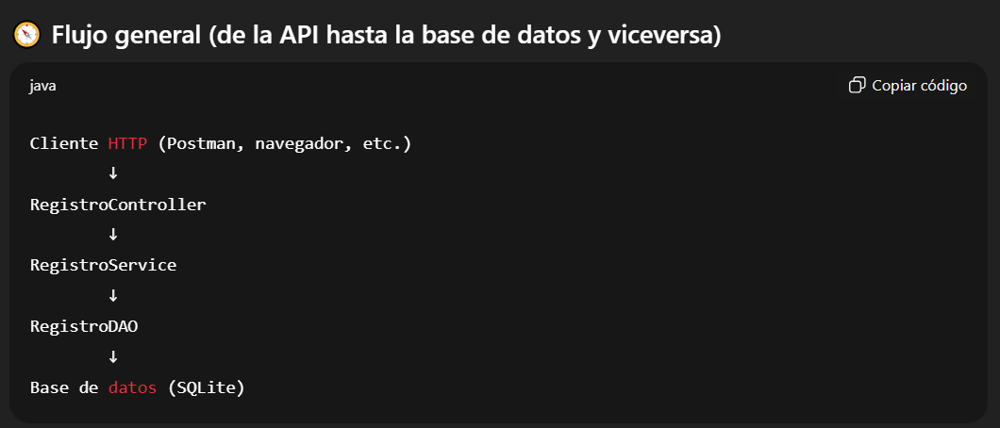 🧭 Flujo general (de la API hasta la base de datos y viceversa)
java
Copiar código
Cliente HTTP (Postman, navegador, etc.)
↓
RegistroController
↓
RegistroService
↓
RegistroDAO
↓
Base de datos (SQLite)